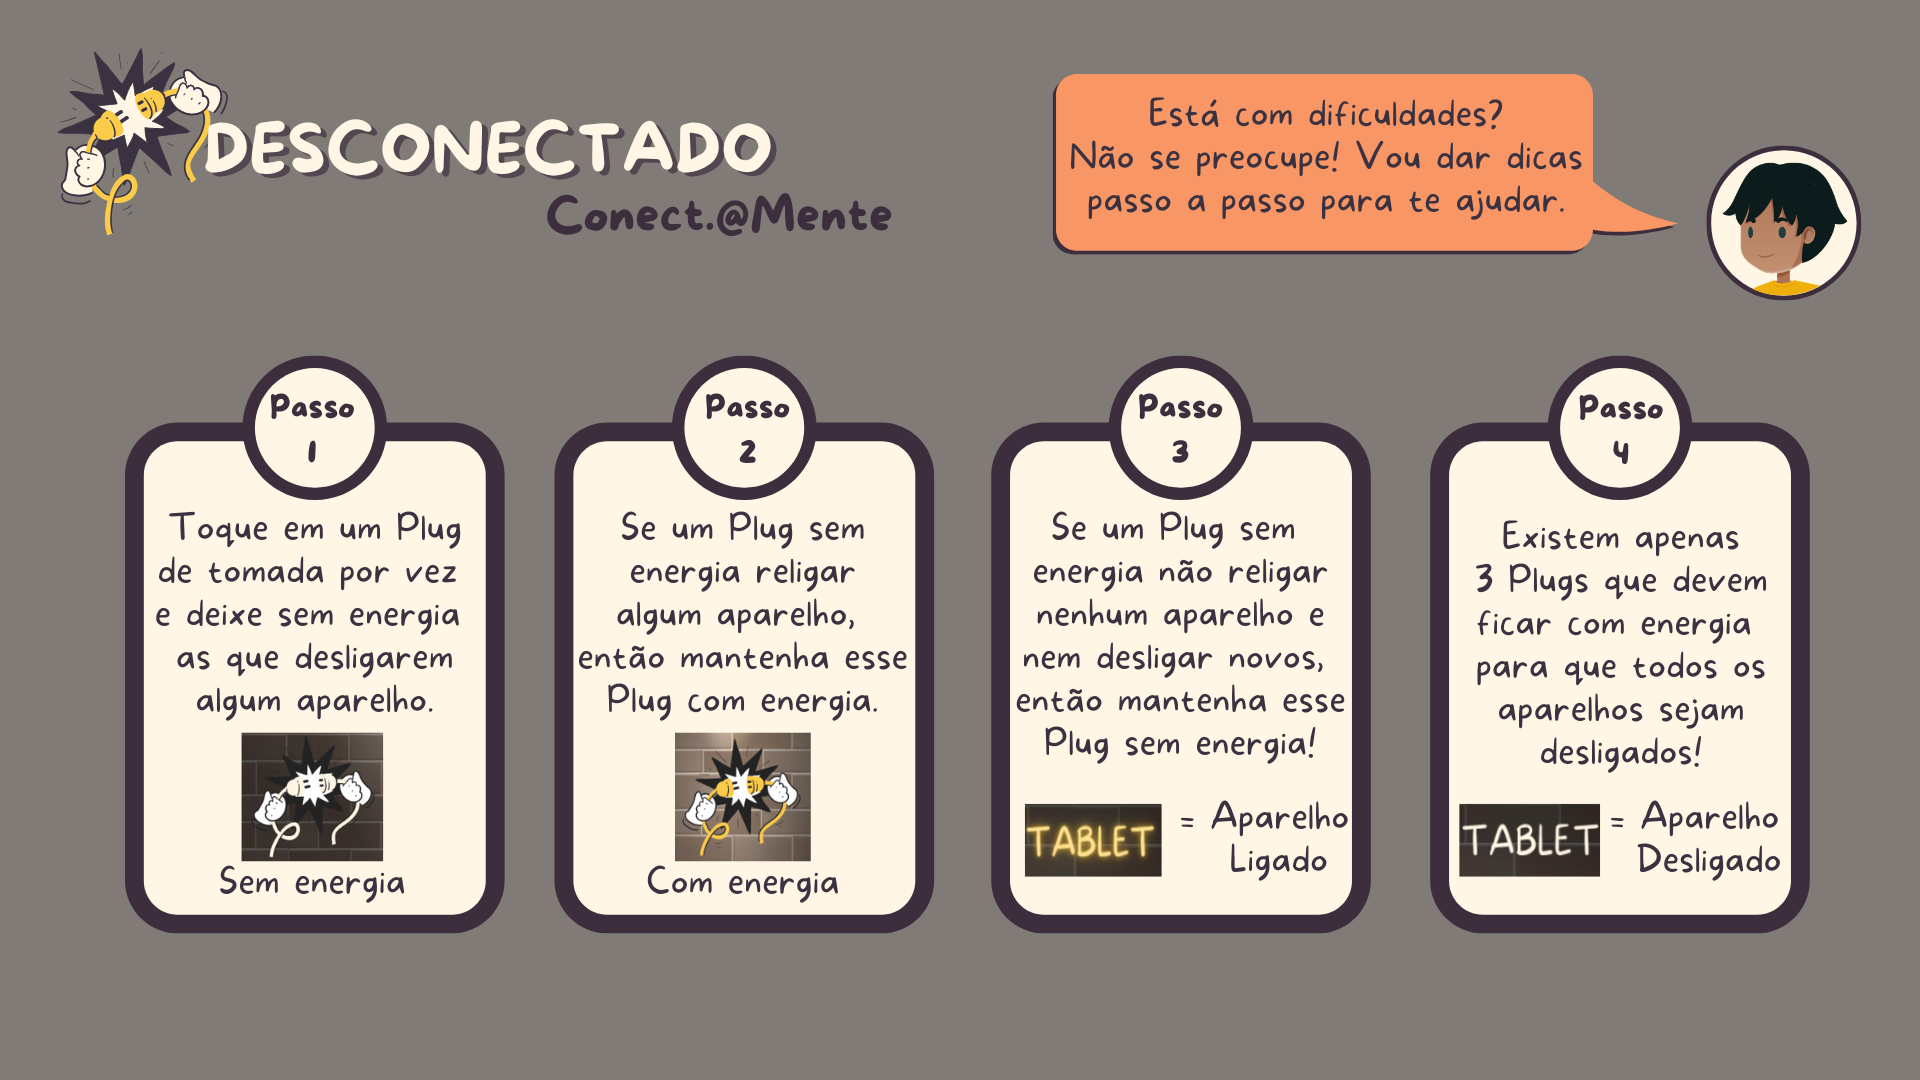 DESCONECTADO
Conect.@Mente
Está com dificuldades?
Não se preocupe! Vou dar dicas
passo a passo para te ajudar.
Passo
1
Toque em um Plug
de tomada por vez
e deixe sem energia
as que desligarem
algum aparelho.
Sem energia
Passo
2
Se um Plug sem
energia religar
algum aparelho,
então mantenha esse
Plug com energia.
Com energia
Passo
3
Se um Plug sem
energia não religar
nenhum aparelho e
nem desligar novos,
então mantenha esse
Plug sem energia!
TABLET = Aparelho
Ligado
Passo
4
Existem apenas
3 Plugs que devem
ficar com energia
para que todos os
aparelhos sejam
desligados!
TABLET = Aparelho
Desligado